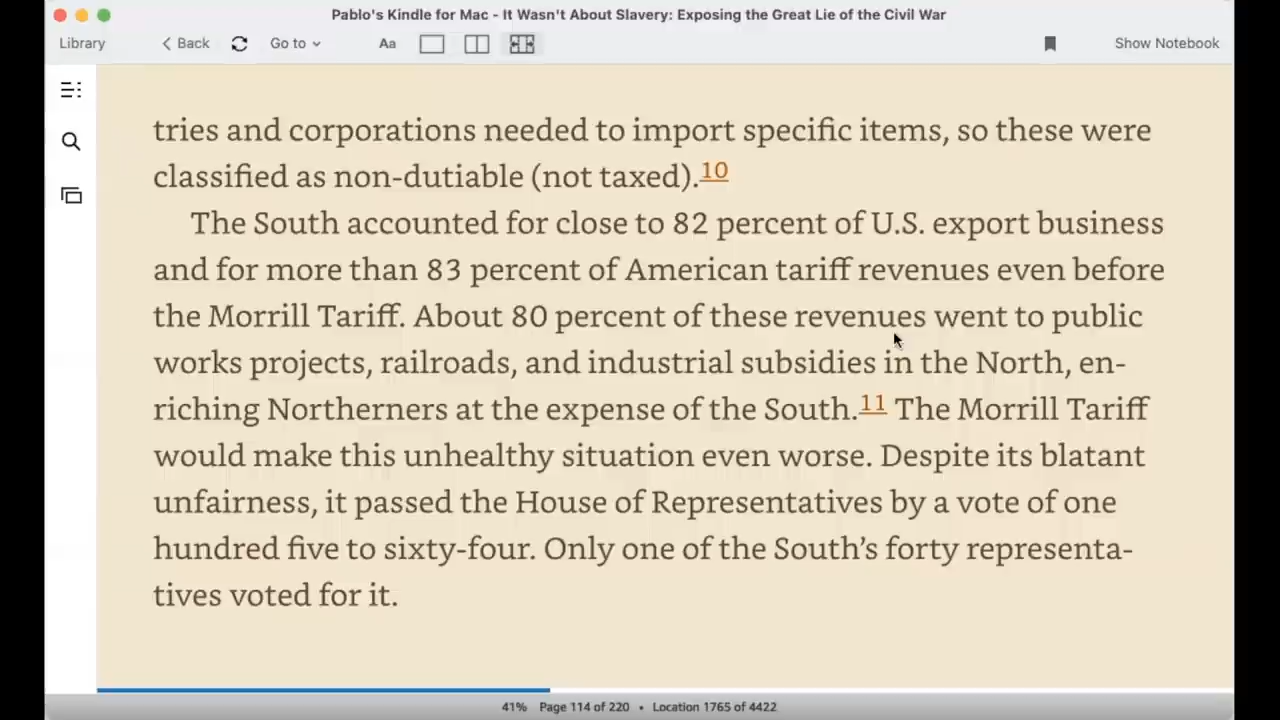 Pablo's Kindle for Mac - It Wasn't About Slavery: Exposing the Great Lie of the Civil War
Library
Back
Go to
Aa
Show Notebook
tries and corporations needed to import specific items, so these were
classified as non-dutiable (not taxed).10
The South accounted for close to 82 percent of U.S. export business
and for more than 83 percent of American tariff revenues even before
the Morrill Tariff. About 80 percent of these revenues went to public
works projects, railroads, and industrial subsidies in the North, en-
riching Northerners at the expense of the South.11 The Morrill Tariff
would make this unhealthy situation even worse. Despite its blatant
unfairness, it passed the House of Representatives by a vote of one
hundred five to sixty-four. Only one of the South’s forty representa-
tives voted for it.
41% Page 114 of 220 • Location 1765 of 4422